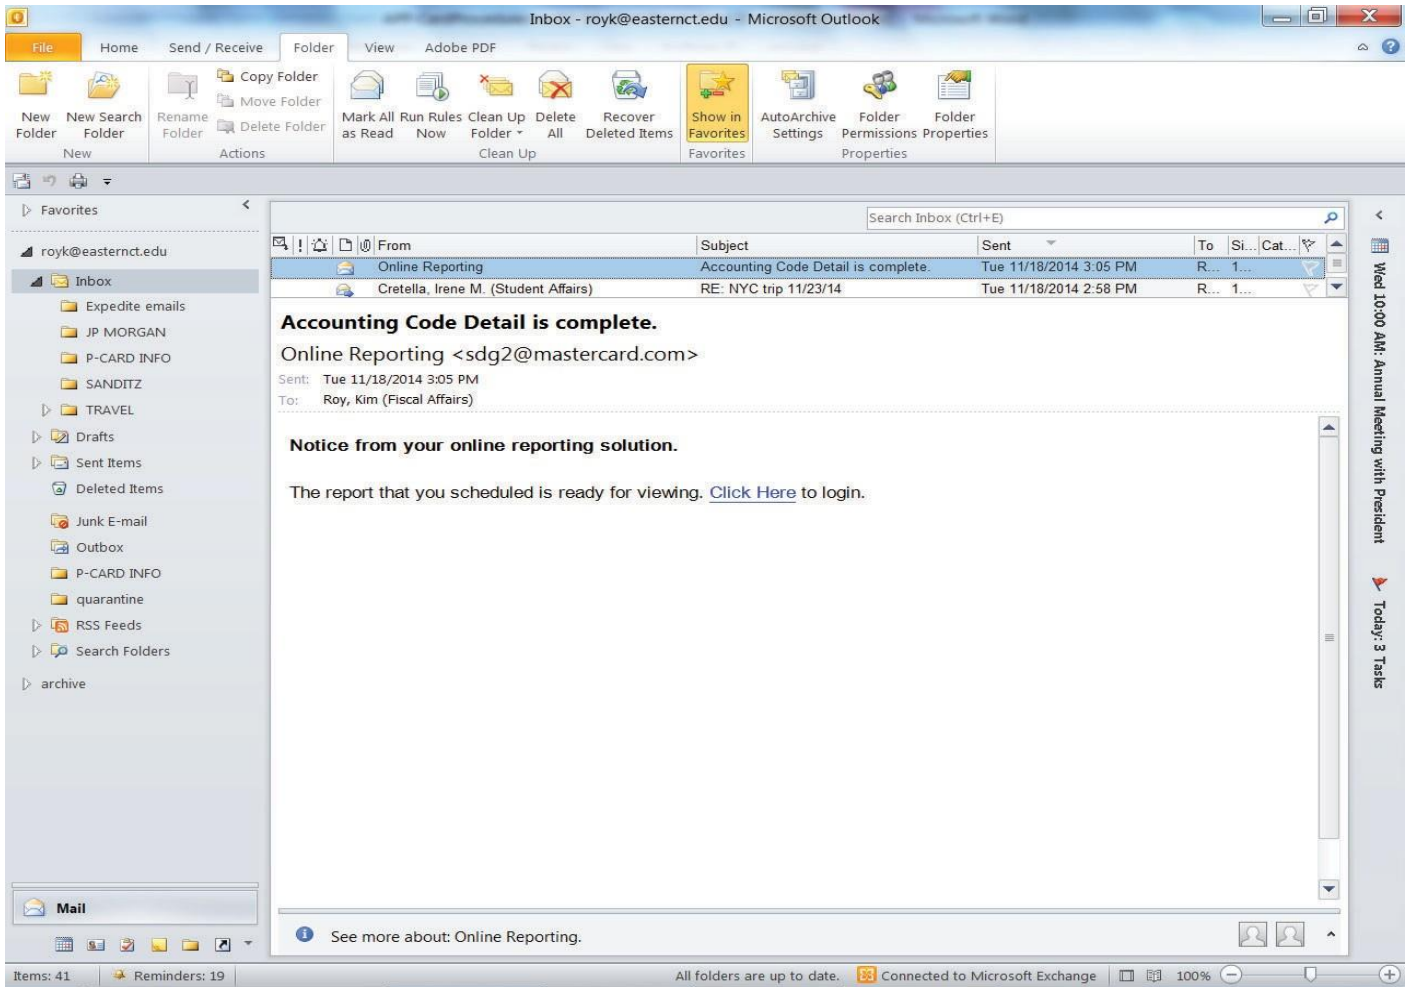 Inbox - royk@easternct.edu - Microsoft Outlook
File Home Send / Receive Folder View Adobe PDF
New Folder
New Search Folder
Rename Folder
Copy Folder
Move Folder
Delete Folder
Mark All as Read
Run Rules Now
Clean Up Folder
Delete All
Recover Deleted Items
Show in Favorites
AutoArchive Settings
Folder Permissions
Folder Properties
New Actions Clean Up Favorites Properties
Favorites
royk@easternct.edu
Inbox
Expedite emails
JP MORGAN
P-CARD INFO
SANDITZ
TRAVEL
Drafts
Sent Items
Deleted Items
Junk E-mail
Outbox
P-CARD INFO
quarantine
RSS Feeds
Search Folders
archive
Mail
Search Inbox (Ctrl+E)
From Subject Sent To Si... Cat...
Online Reporting Accounting Code Detail is complete. Tue 11/18/2014 3:05 PM R... 1...
Cretella, Irene M. (Student Affairs) RE: NYC trip 11/23/14 Tue 11/18/2014 2:58 PM R... 1...
Accounting Code Detail is complete.
Online Reporting <sdg2@mastercard.com>
Sent: Tue 11/18/2014 3:05 PM
To: Roy, Kim (Fiscal Affairs)
Notice from your online reporting solution.
The report that you scheduled is ready for viewing. Click Here to login.
See more about: Online Reporting.
Wed 10:00 AM: Annual Meeting with President
Today: 3 Tasks
Items: 41 Reminders: 19 All folders are up to date. Connected to Microsoft Exchange 100%